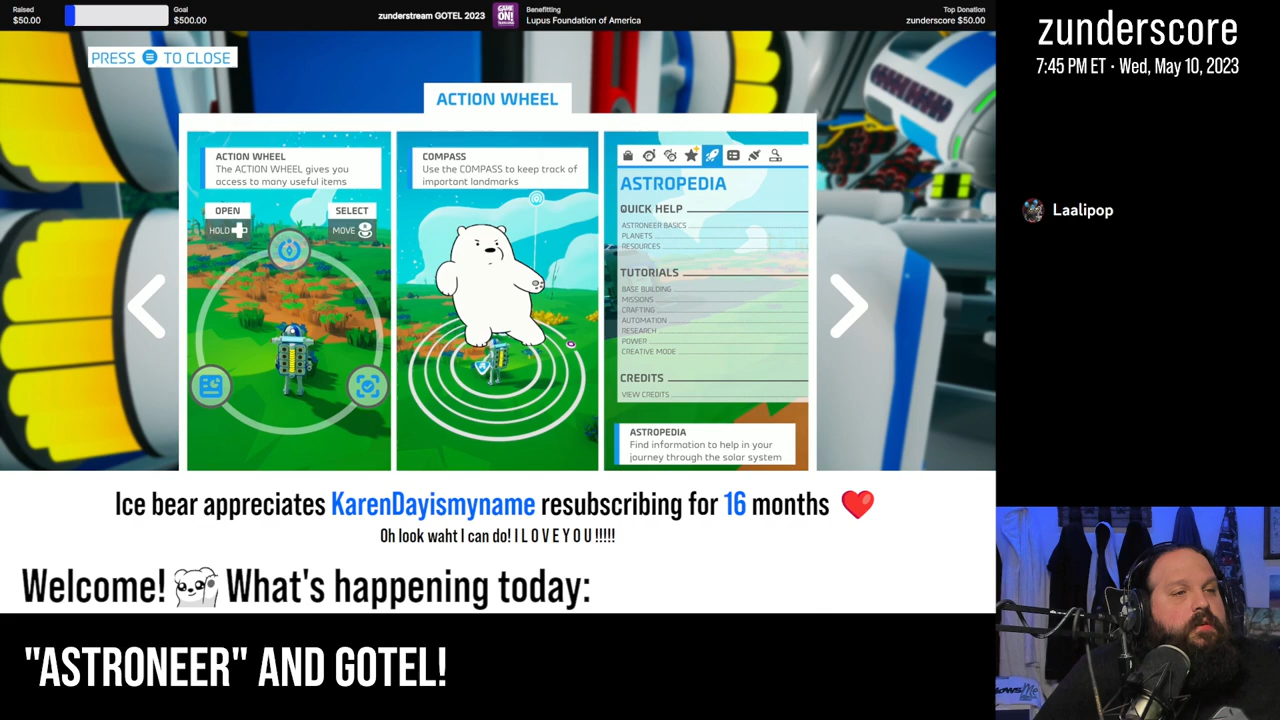 Raised
$50.00
Goal
$500.00
zunderstream GOTEL 2023
GAME ON!
Benefitting
Lupus Foundation of America
Top Donation
zunderscore $50.00
zunderscore
7:45 PM ET · Wed, May 10, 2023
PRESS TO CLOSE
ACTION WHEEL
ACTION WHEEL
The ACTION WHEEL gives you
access to many useful items
OPEN
HOLD
SELECT
MOVE
COMPASS
Use the COMPASS to keep track of
important landmarks
ASTROPEDIA
QUICK HELP
ASTRONEER BASICS
PLANETS
RESOURCES
TUTORIALS
BASE BUILDING
MISSIONS
CRAFTING
AUTOMATION
RESEARCH
POWER
CREATIVE MODE
CREDITS
VIEW CREDITS
ASTROPEDIA
Find information to help in your
journey through the solar system
Laalipop
Ice bear appreciates KarenDayismyname resubscribing for 16 months
Oh look waht I can do! I L O V E Y O U !!!!!
Welcome! What's happening today:
"ASTRONEER" AND GOTEL!